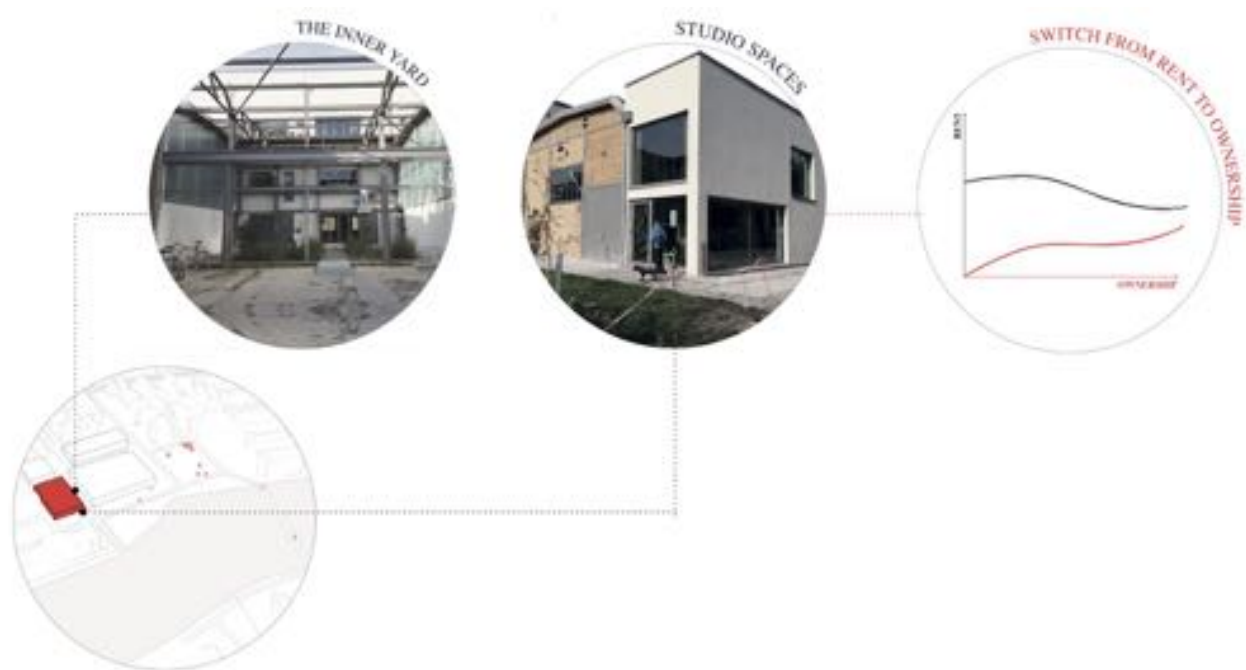 THE INNER YARD
STUDIO SPACES
SWITCH FROM RENT TO OWNERSHIP
RENT
OWNERSHIP